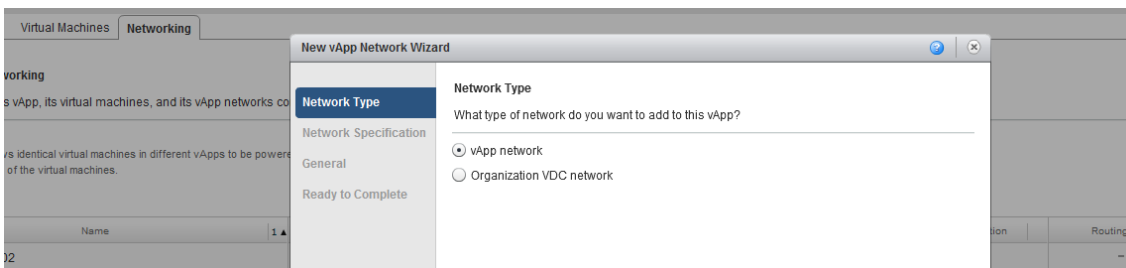 Virtual Machines
Networking
New vApp Network Wizard
working
s vApp, its virtual machines, and its vApp networks co
vs identical virtual machines in different vApps to be powere
of the virtual machines.
Name
1
02
Network Type
Network Specification
General
Ready to Complete
Network Type
What type of network do you want to add to this vApp?
vApp network
Organization VDC network
tion
Routing
-